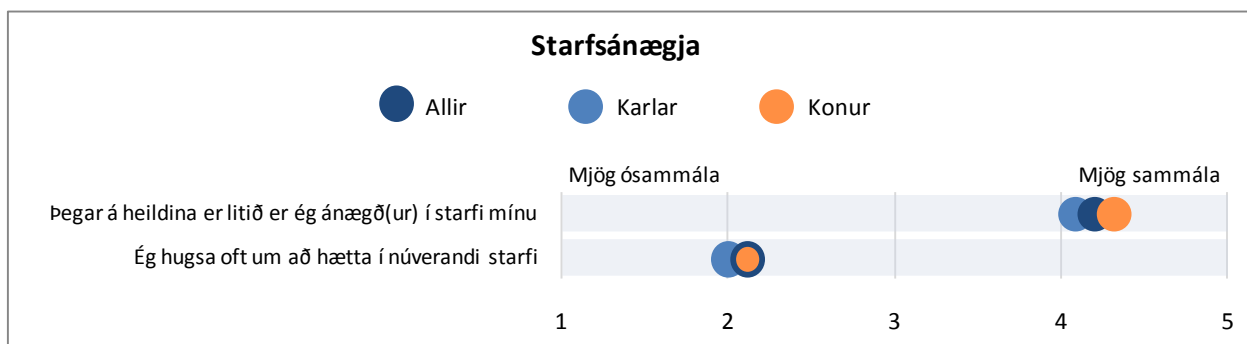 Starfsánægja
Allir Karlar Konur
Mjög ósammála Mjög sammála
Þegar á heildina er litið er ég ánægð(ur) í starfi mínu
Ég hugsa oft um að hætta í núverandi starfi
1 2 3 4 5